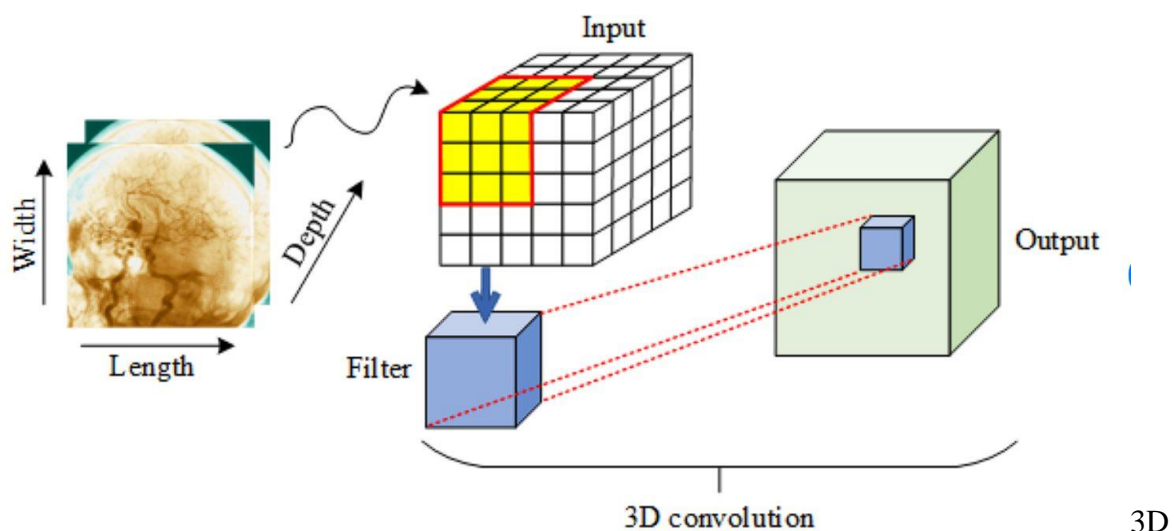 Input
Width
Depth
Output
Length
Filter
3D convolution
3D